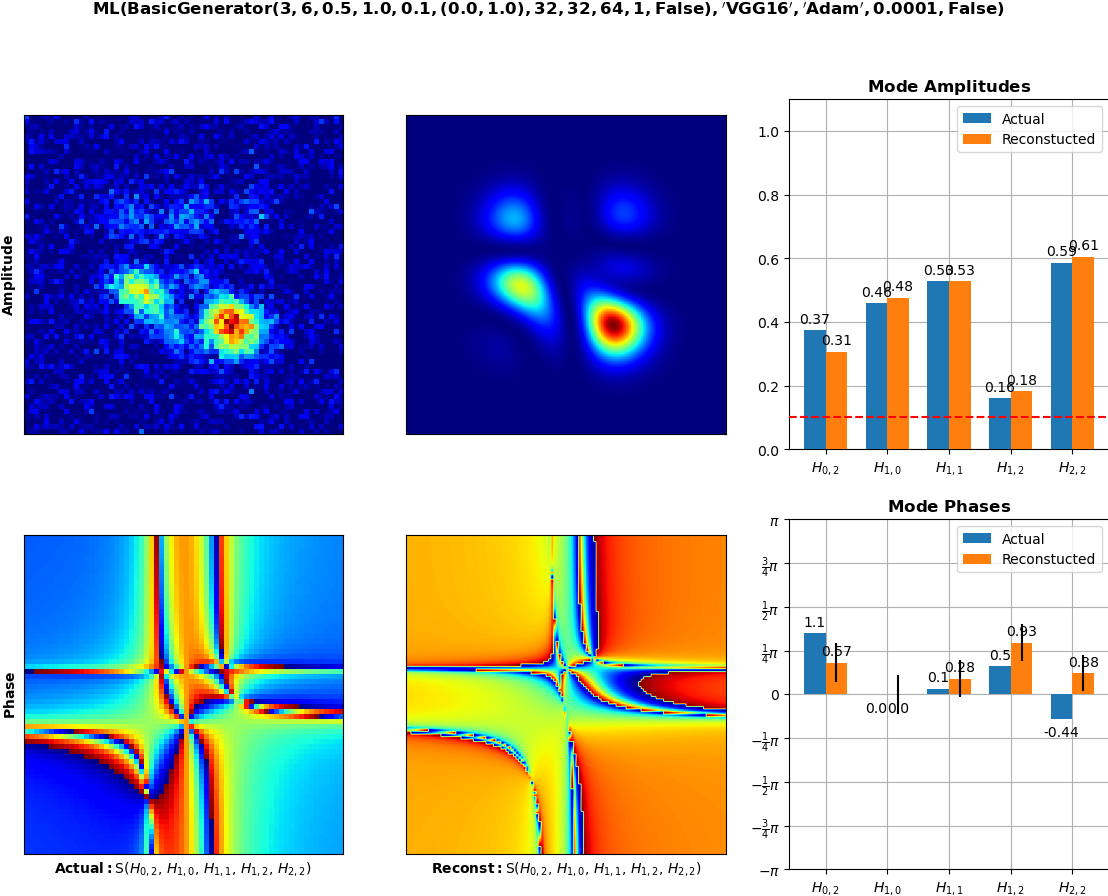 ML(BasicGenerator(3, 6, 0.5, 1.0, 0.1, (0.0, 1.0), 32, 32, 64, 1, False), ′VGG16′, ′Adam′, 0.0001, False)
Mode Amplitudes
Actual
Reconstucted
1.0
0.8
0.6
0.4
0.2
0.0
0.37
0.31
0.46
0.48
0.53
0.53
0.16
0.18
0.59
0.61
H0,2
H1,0
H1,1
H1,2
H2,2
Amplitude
Mode Phases
Actual
Reconstucted
π
3/4π
1/2π
1/4π
0
−1/4π
−1/2π
−3/4π
−π
1.1
0.57
0.0
0.28
0.5
0.93
-0.44
0.38
H0,2
H1,0
H1,1
H1,2
H2,2
Phase
Actual: S(H0,2, H1,0, H1,1, H1,2, H2,2)
Reconst: S(H0,2, H1,0, H1,1, H1,2, H2,2)